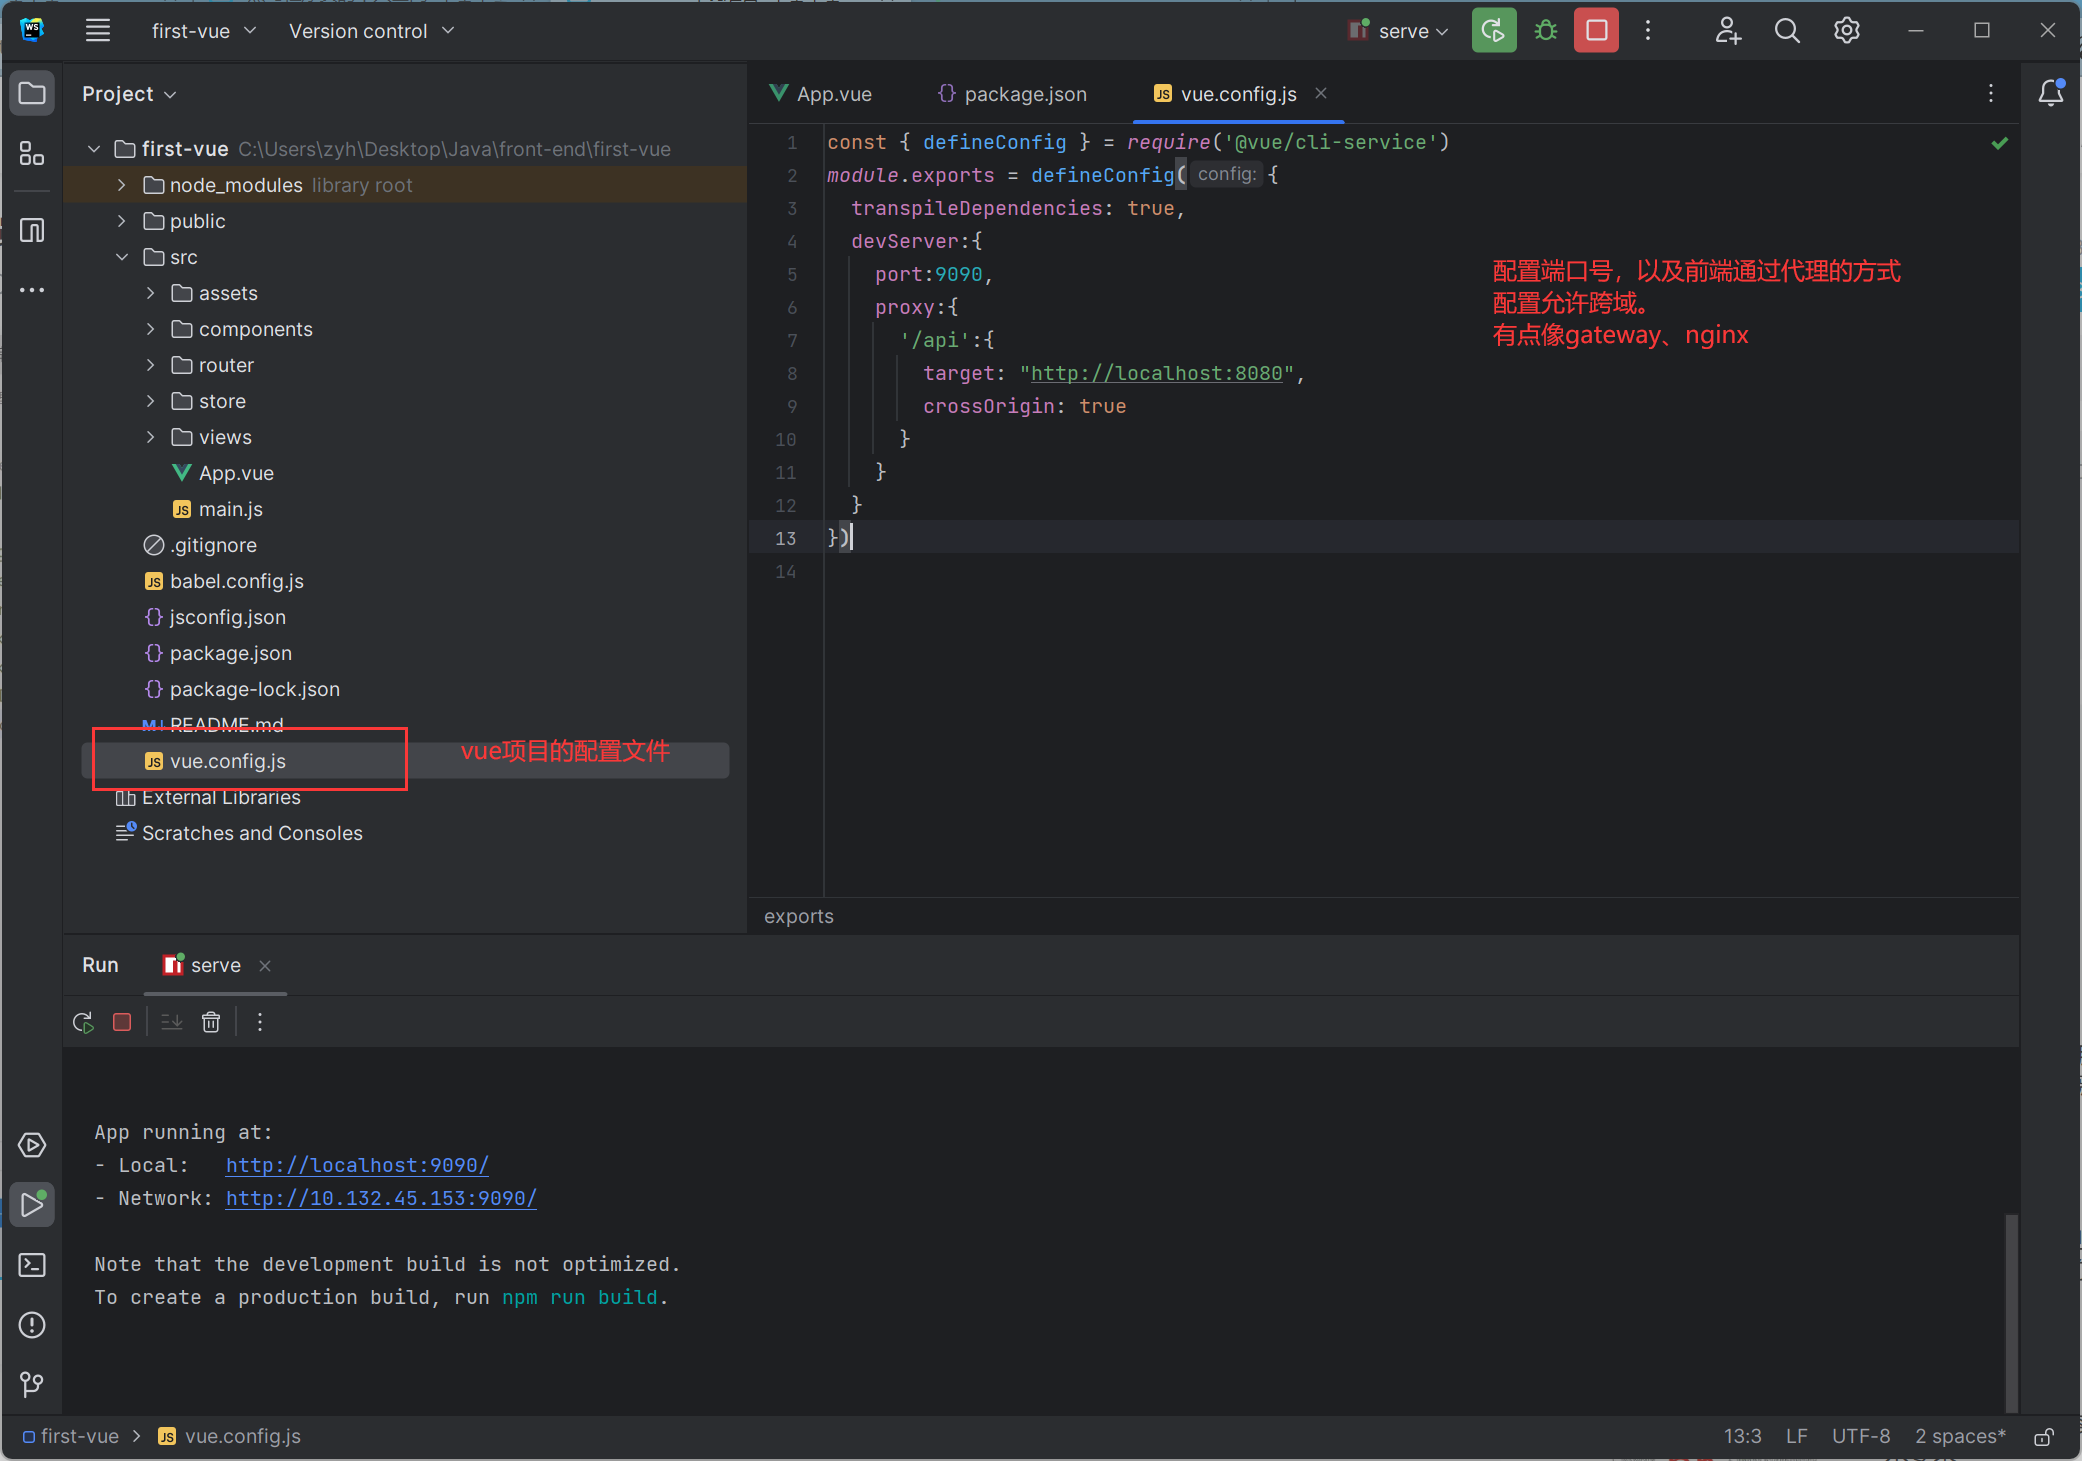 first-vue Version control serve
Project
App.vue package.json vue.config.js
first-vue C:\Users\zyh\Desktop\Java\front-end\first-vue
node_modules library root
public
src
assets
components
router
store
views
App.vue
main.js
.gitignore
babel.config.js
jsconfig.json
package.json
package-lock.json
README.md
vue.config.js
vue项目的配置文件
External Libraries
Scratches and Consoles
1 const { defineConfig } = require('@vue/cli-service')
2 module.exports = defineConfig( config: {
3 transpileDependencies: true,
4 devServer:{
5 port:9090,
6 proxy:{
7 '/api':{
8 target: "http://localhost:8080",
9 crossOrigin: true
10 }
11 }
12 }
13 })
14
配置端口号，以及前端通过代理的方式
配置允许跨域。
有点像gateway、nginx
exports
Run serve
App running at:
- Local: http://localhost:9090/
- Network: http://10.132.45.153:9090/
Note that the development build is not optimized.
To create a production build, run npm run build.
first-vue > vue.config.js 13:3 LF UTF-8 2 spaces*